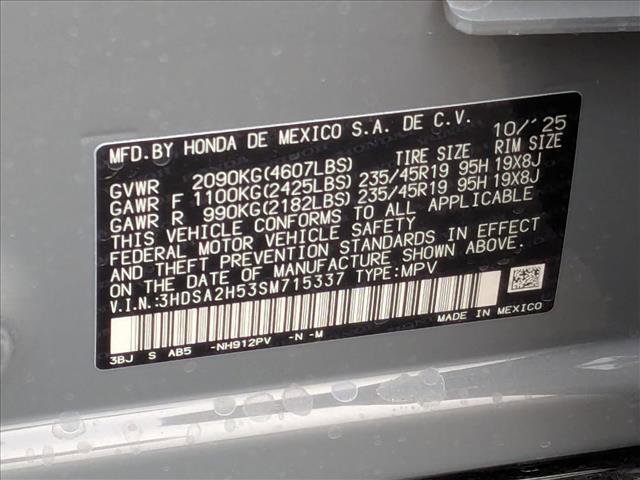 MFD.BY HONDA DE MEXICO S.A. DE C.V. 10/'25
GVWR 2090KG(4607LBS) TIRE SIZE RIM SIZE
GAWR F 1100KG(2425LBS) 235/45R19 95H 19X8J
GAWR R 990KG(2182LBS) 235/45R19 95H 19X8J
THIS VEHICLE CONFORMS TO ALL APPLICABLE
FEDERAL MOTOR VEHICLE SAFETY
AND THEFT PREVENTION STANDARDS IN EFFECT
ON THE DATE OF MANUFACTURE SHOWN ABOVE.
V.I.N.:3HDSA2H53SM715337 TYPE:MPV
MADE IN MEXICO
3BJ S AB5 -NH912PV -N -M